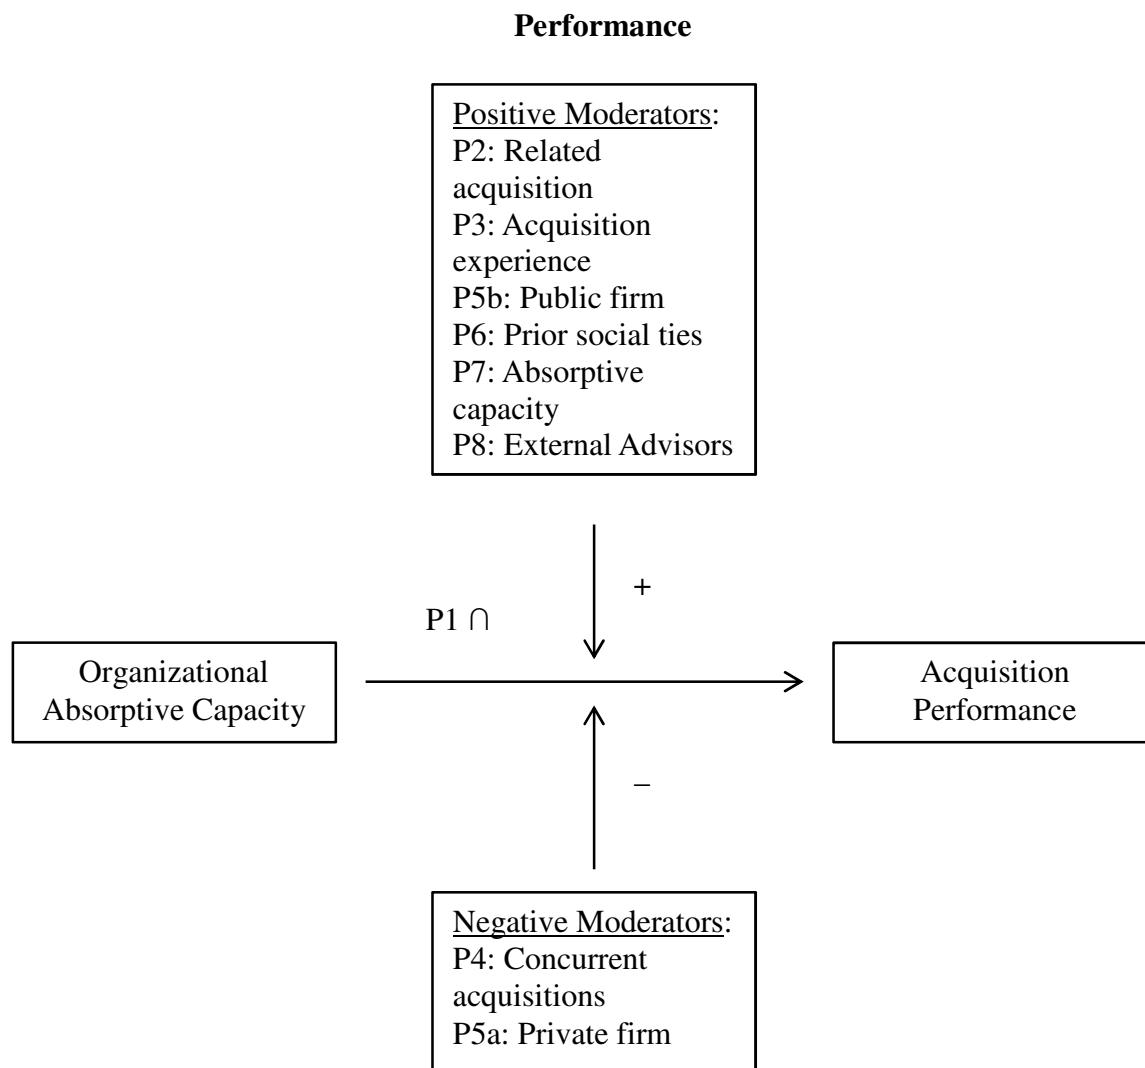 Performance
Positive Moderators:
P2: Related
acquisition
P3: Acquisition
experience
P5b: Public firm
P6: Prior social ties
P7: Absorptive
capacity
P8: External Advisors
+
P1 ∩
Organizational
Absorptive Capacity
Acquisition
Performance
–
Negative Moderators:
P4: Concurrent
acquisitions
P5a: Private firm